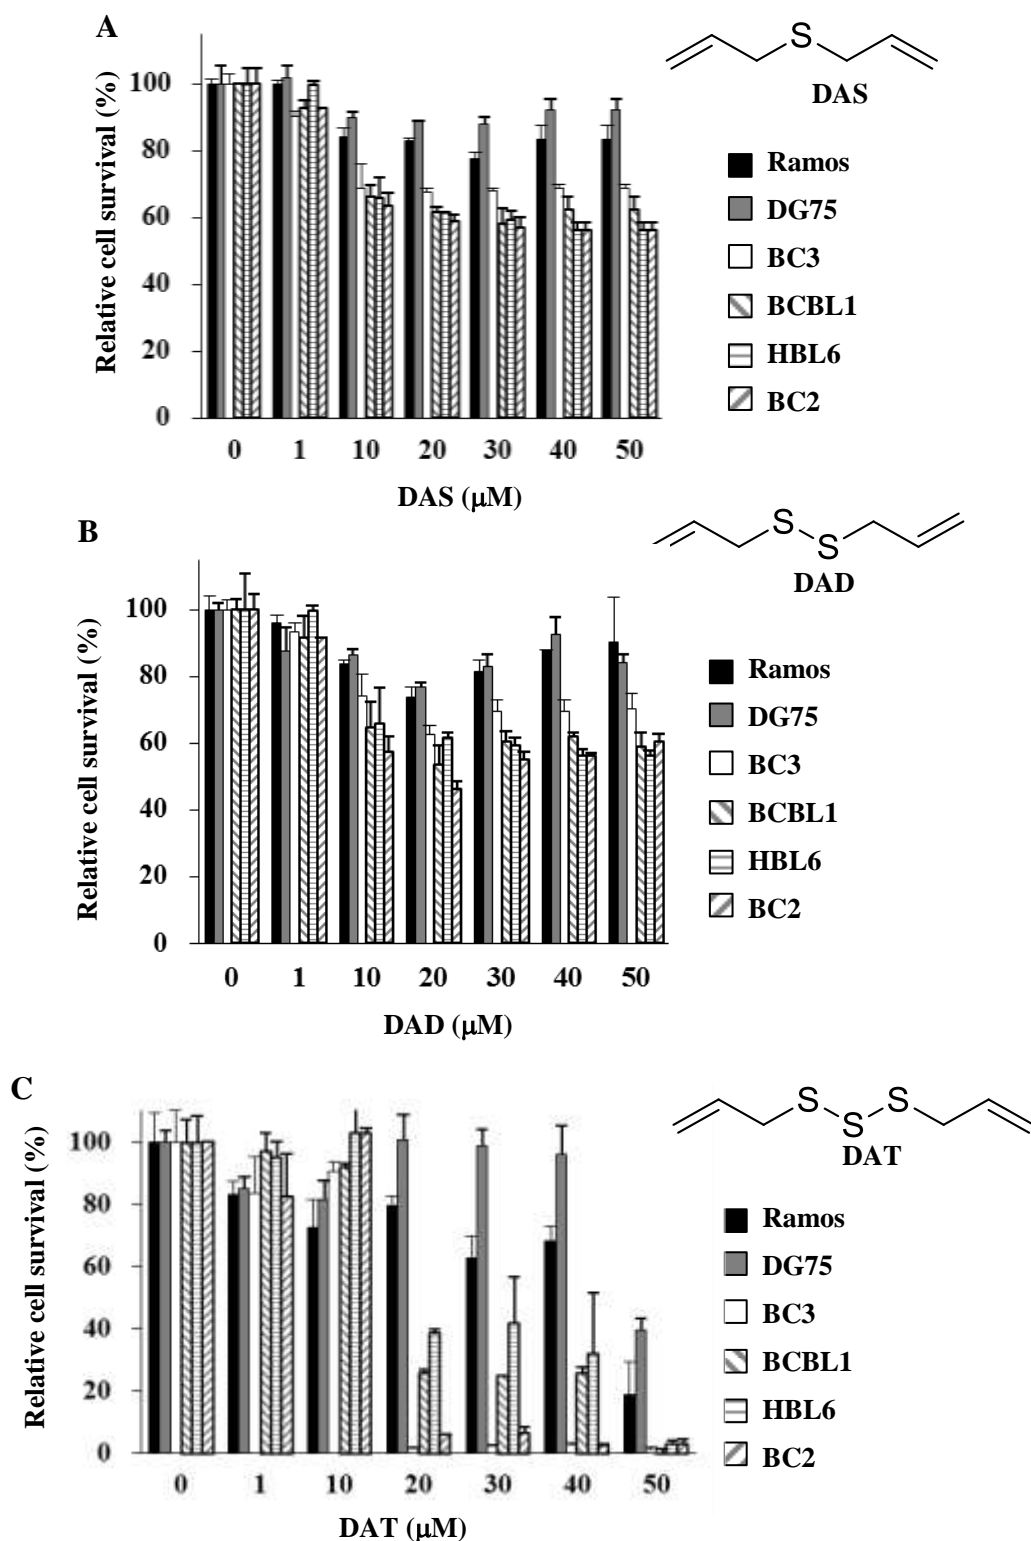 A
S
DAS
Relative cell survival (%)
100
80
60
40
20
0
0 1 10 20 30 40 50
DAS (μM)
Ramos
DG75
BC3
BCBL1
HBL6
BC2
B
S
S
DAD
Relative cell survival (%)
100
80
60
40
20
0
0 1 10 20 30 40 50
DAD (μM)
Ramos
DG75
BC3
BCBL1
HBL6
BC2
C
S S
S
DAT
Relative cell survival (%)
100
80
60
40
20
0
0 1 10 20 30 40 50
DAT (μM)
Ramos
DG75
BC3
BCBL1
HBL6
BC2